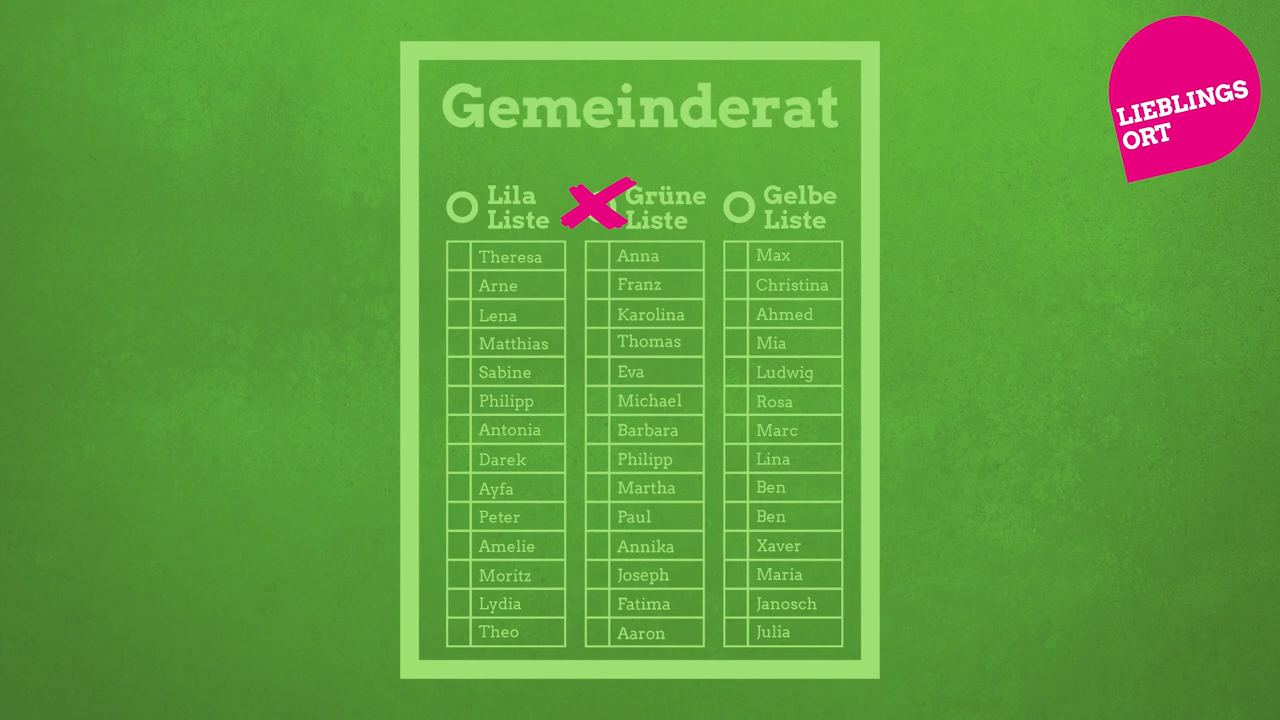 Gemeinderat
LIEBLINGS
ORT
Lila
Liste
Theresa
Arne
Lena
Matthias
Sabine
Philipp
Antonia
Darek
Ayfa
Peter
Amelie
Moritz
Lydia
Theo
Grüne
Liste
Anna
Franz
Karolina
Thomas
Eva
Michael
Barbara
Philipp
Martha
Paul
Annika
Joseph
Fatima
Aaron
Gelbe
Liste
Max
Christina
Ahmed
Mia
Ludwig
Rosa
Marc
Lina
Ben
Ben
Xaver
Maria
Janosch
Julia